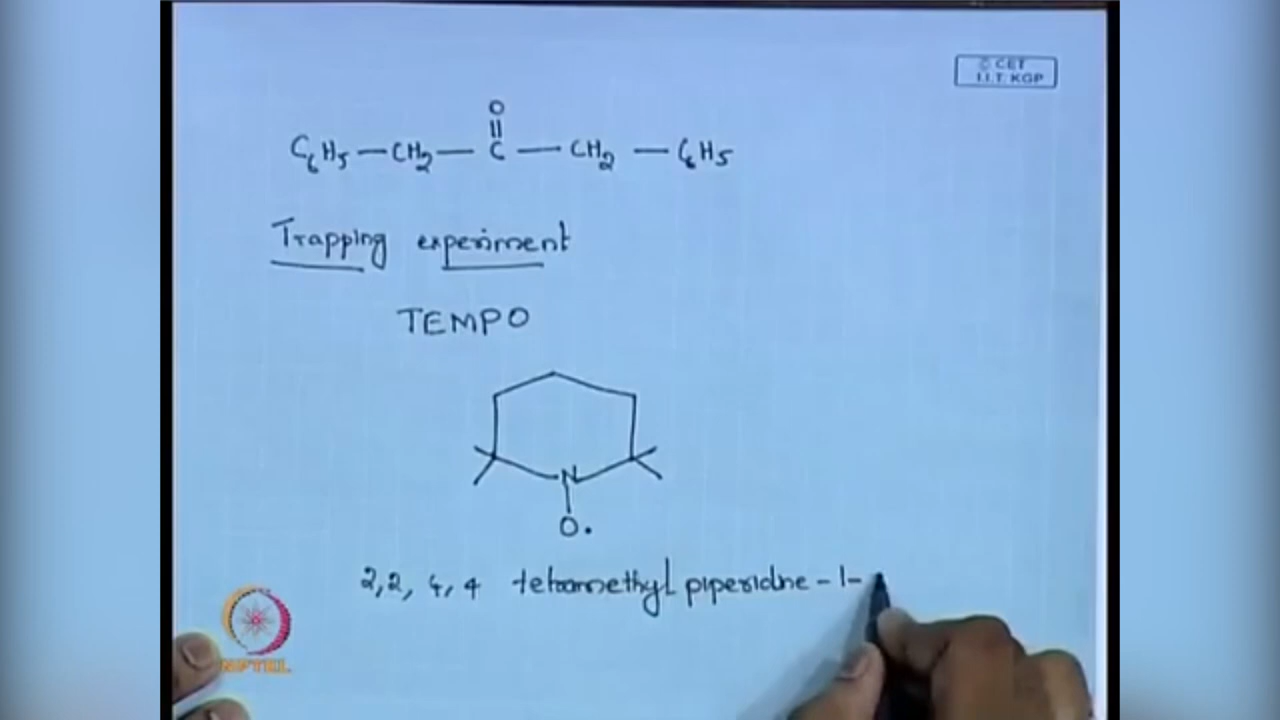 © CET
I.I.T. KGP
O
C6H5—CH2—C—CH2—C6H5
Trapping experiment
TEMPO
N
O.
2,2, 4, 4 tetramethyl piperidine-1-
NPTEL